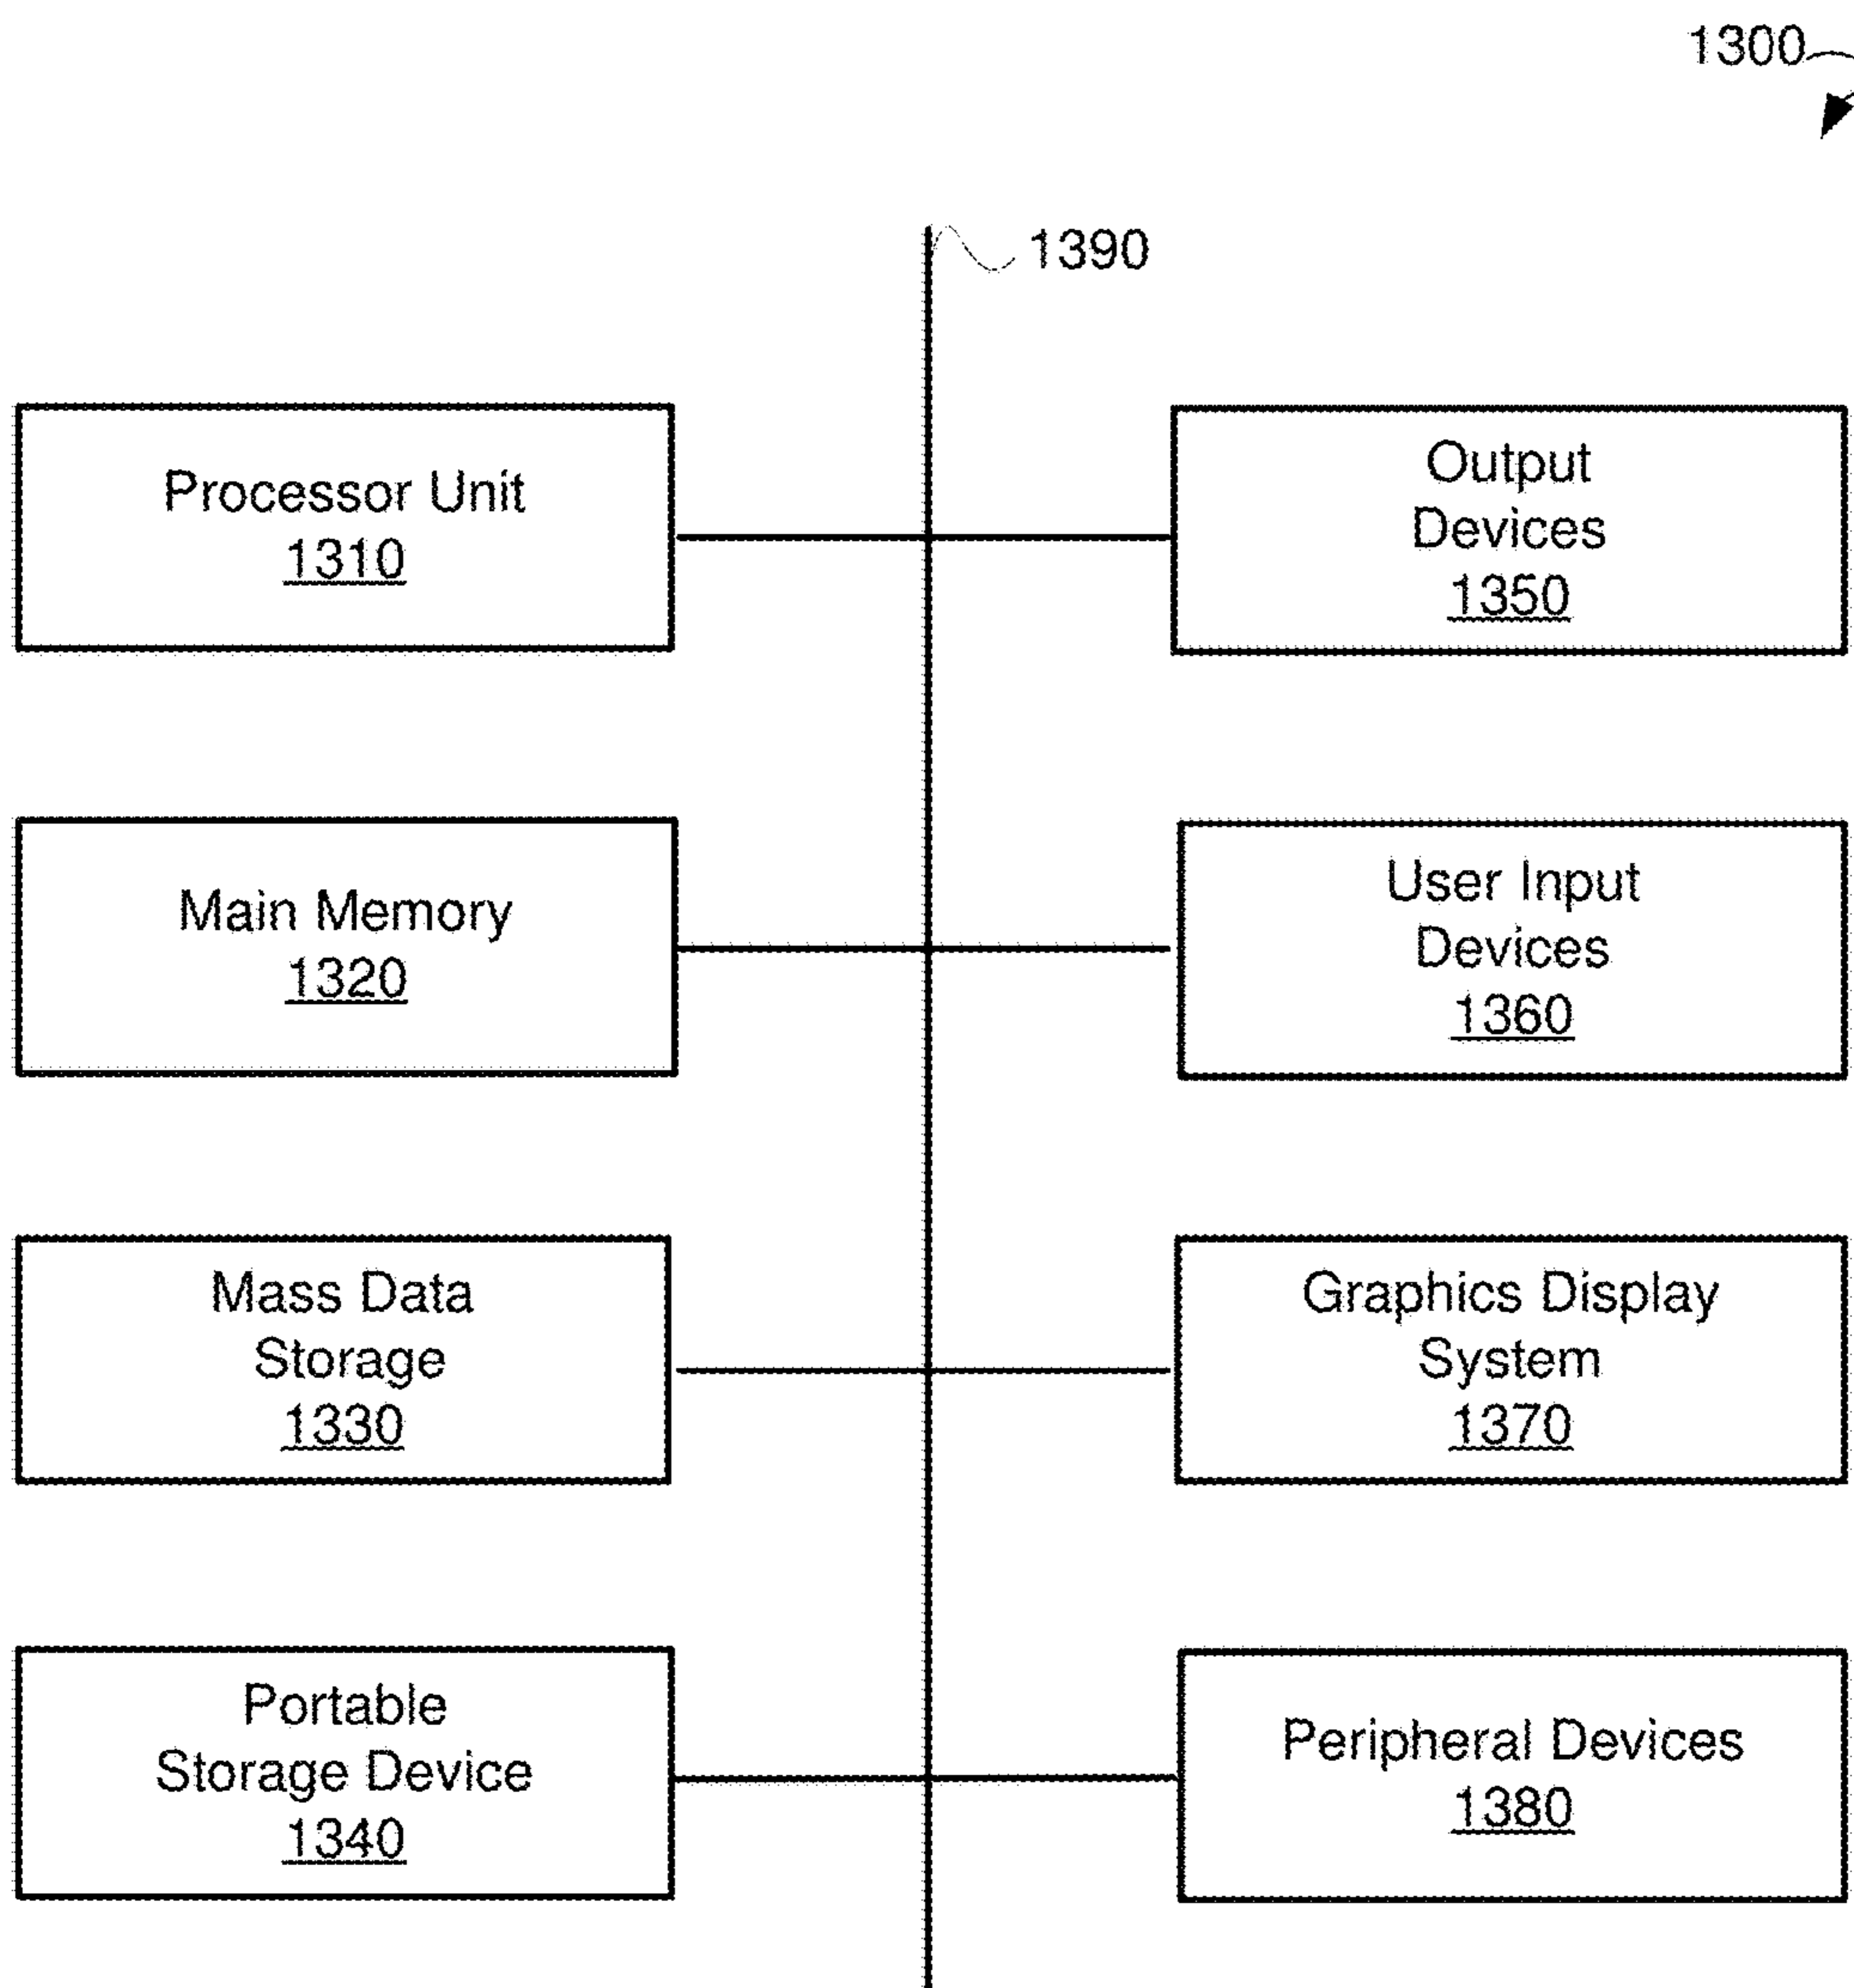 1300
1390
Processor Unit
1310
Output
Devices
1350
Main Memory
1320
User Input
Devices
1360
Mass Data
Storage
1330
Graphics Display
System
1370
Portable
Storage Device
1340
Peripheral Devices
1380